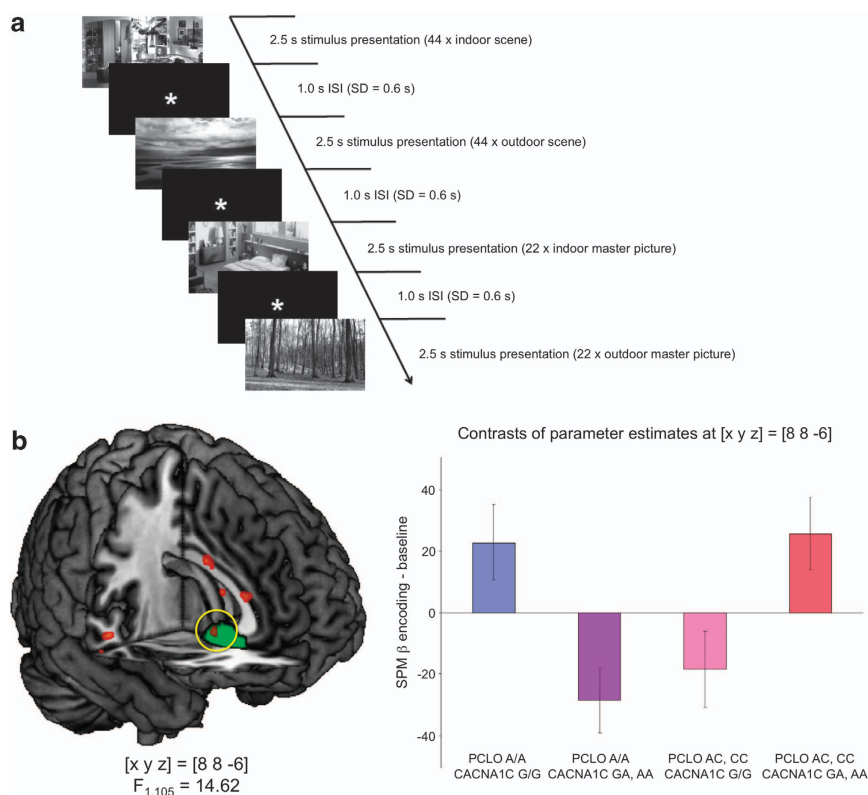 a
2.5 s stimulus presentation (44 x indoor scene)
*
1.0 s ISI (SD = 0.6 s)
2.5 s stimulus presentation (44 x outdoor scene)
*
1.0 s ISI (SD = 0.6 s)
2.5 s stimulus presentation (22 x indoor master picture)
*
1.0 s ISI (SD = 0.6 s)
2.5 s stimulus presentation (22 x outdoor master picture)
b
[x y z] = [8 8 -6]
F1,105 = 14.62
Contrasts of parameter estimates at [x y z] = [8 8 -6]
SPM β encoding - baseline
40
20
0
-20
-40
PCLO A/A
CACNA1C G/G
PCLO A/A
CACNA1C GA, AA
PCLO AC, CC
CACNA1C G/G
PCLO AC, CC
CACNA1C GA, AA